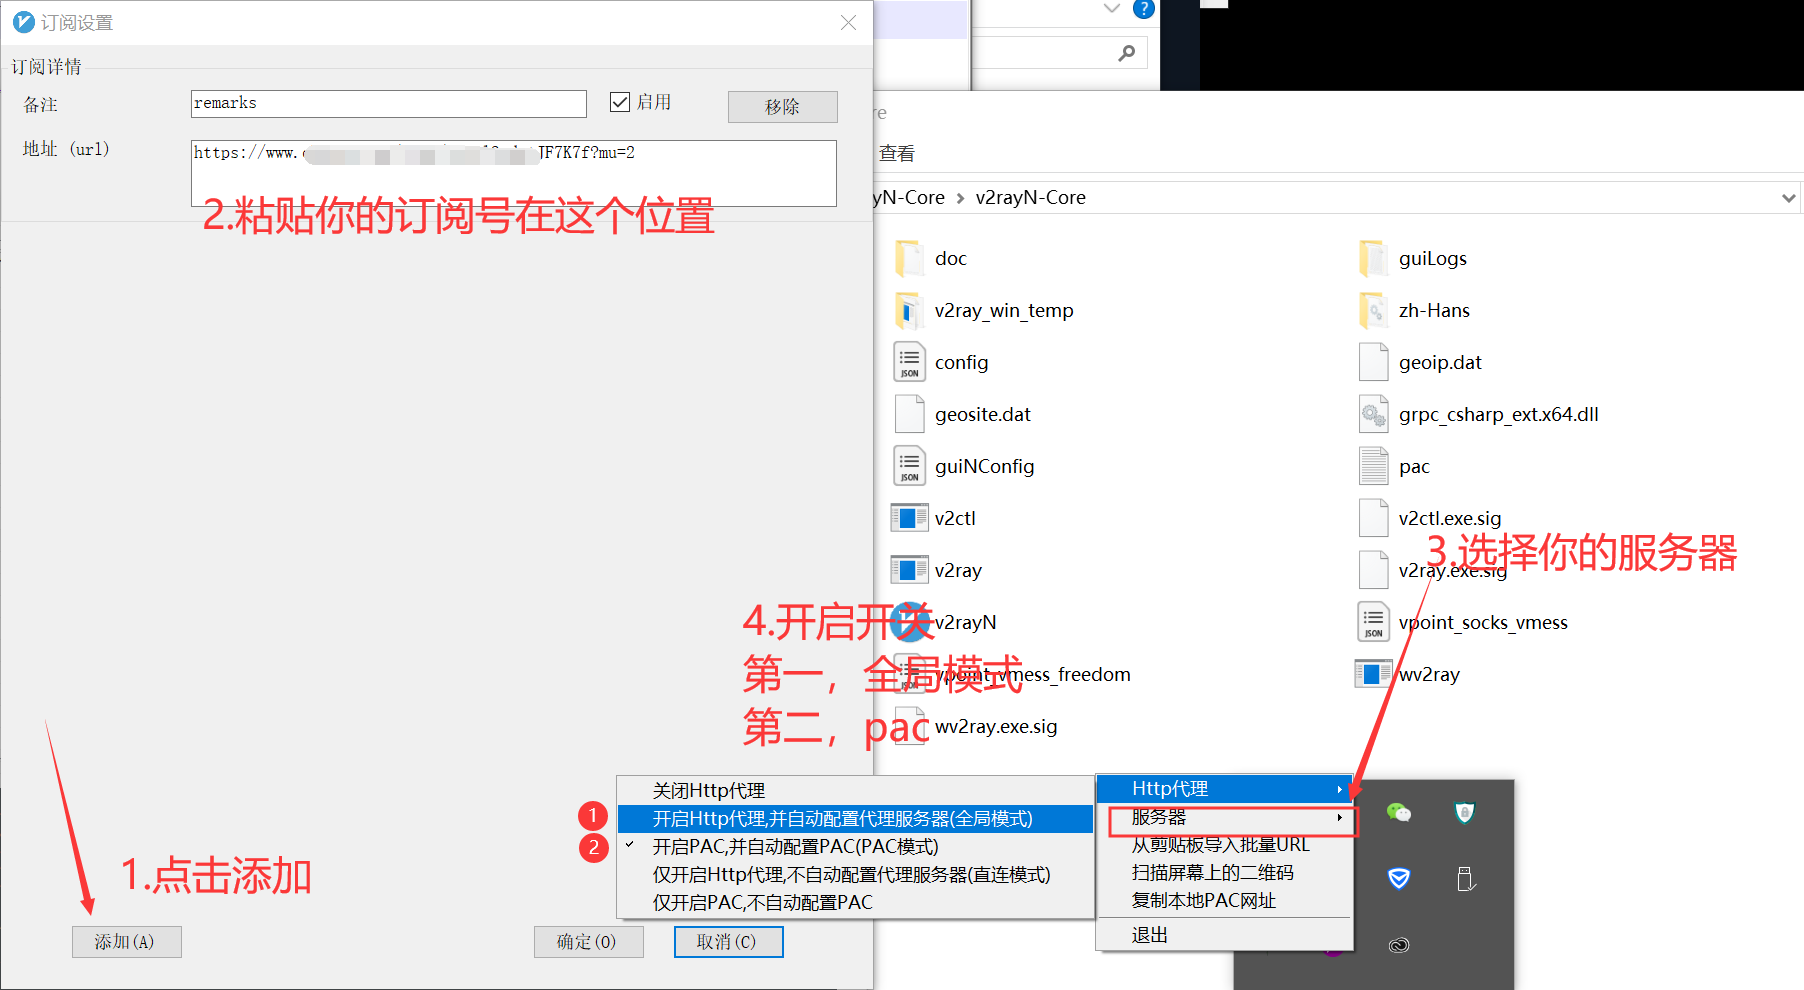 订阅设置
订阅详情
备注
remarks
启用
移除
地址 (url)
https://www.
JF7K7f?mu=2
2.粘贴你的订阅号在这个位置
查看
yN-Core
v2rayN-Core
doc
guiLogs
v2ray_win_temp
zh-Hans
config
geoip.dat
geosite.dat
grpc_csharp_ext.x64.dll
guiNConfig
pac
v2ctl
v2ctl.exe.sig
3.选择你的服务器
v2ray
v2ray.exe.sig
4.开启开关
v2rayN
vpoint_socks_vmess
第一，全局模式
vpoint_vmess_freedom
wv2ray
第二，pac
wv2ray.exe.sig
关闭Http代理
开启Http代理,并自动配置代理服务器(全局模式)
开启PAC,并自动配置PAC(PAC模式)
仅开启Http代理,不自动配置代理服务器(直连模式)
仅开启PAC,不自动配置PAC
1
2
Http代理
服务器
从剪贴板导入批量URL
扫描屏幕上的二维码
复制本地PAC网址
退出
1.点击添加
添加(A)
确定(O)
取消(C)
JSON
JSON
JSON
JSON
?